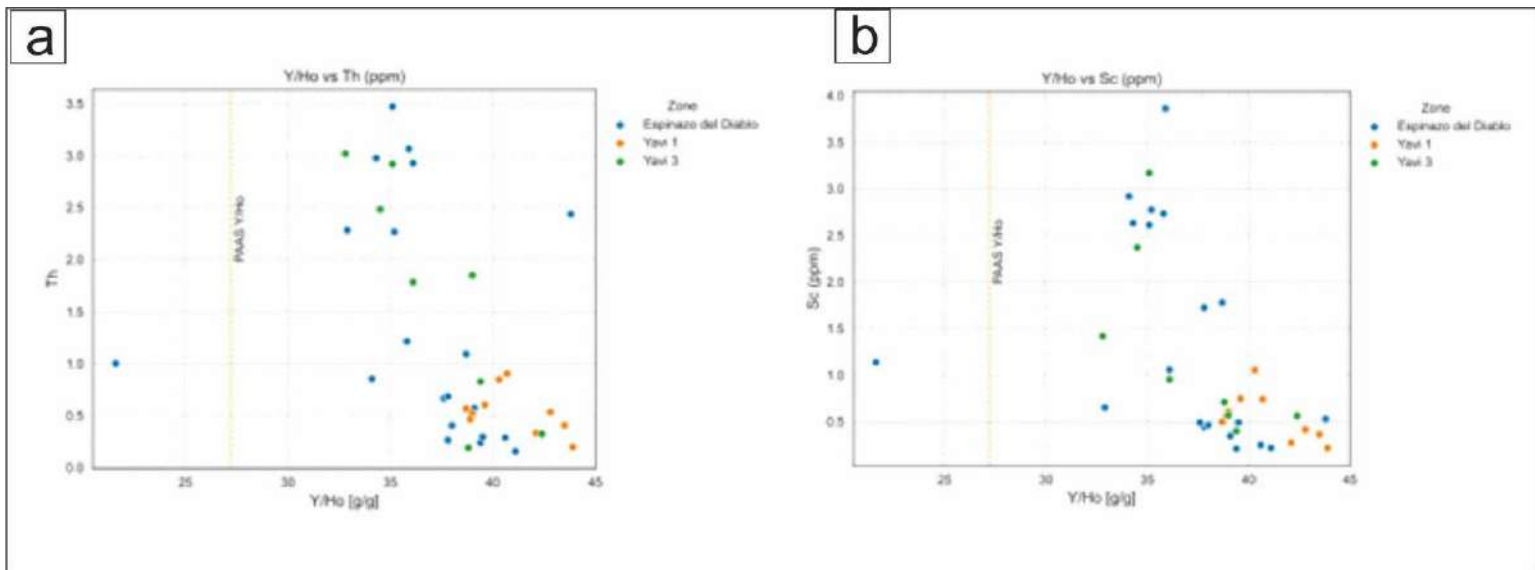 a
Y/Ho vs Th (ppm)
3.5
3.0
2.5
2.0
1.5
1.0
0.5
0.0
Th
PAAS Y/Ho
25 30 35 40 45
Y/Ho [g/g]
Zone
Espinazo del Diablo
Yavi 1
Yavi 3
b
Y/Ho vs Sc (ppm)
4.0
3.5
3.0
2.5
2.0
1.5
1.0
0.5
Sc (ppm)
PAAS Y/Ho
25 30 35 40 45
Y/Ho [g/g]
Zone
Espinazo del Diablo
Yavi 1
Yavi 3